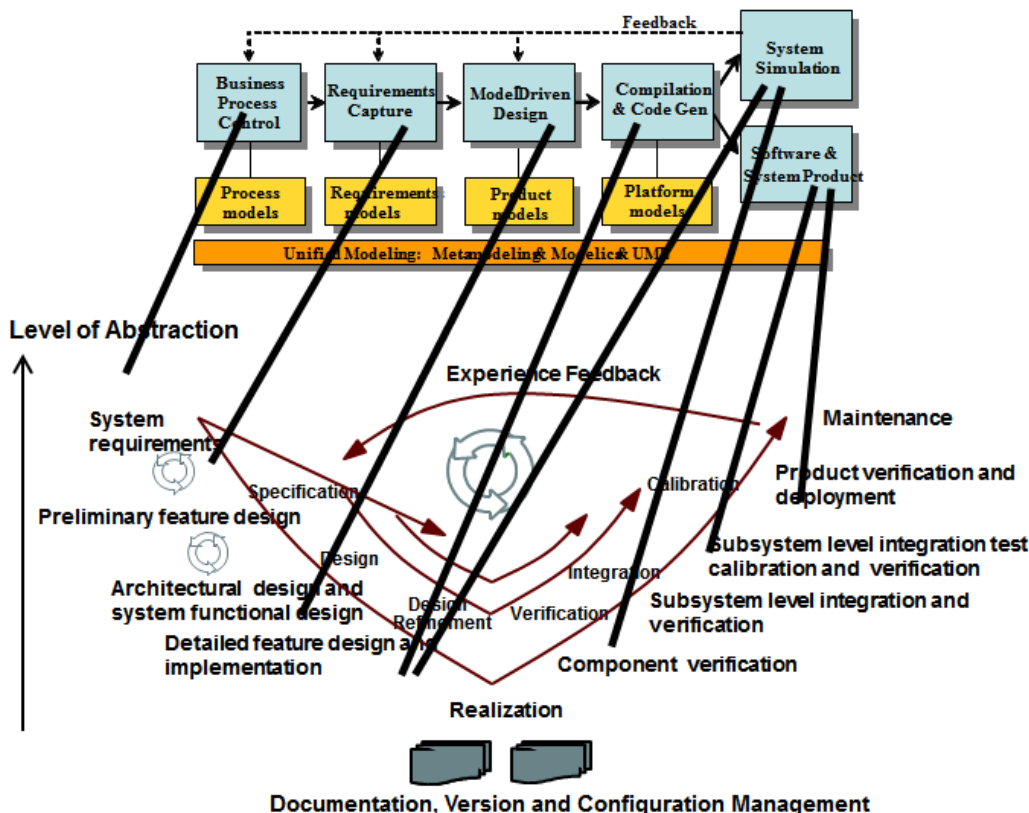 Feedback
System
Simulation
Business
Process
Control
Requirements
Capture
ModelDriven
Design
Compilation
& Code Gen
Software &
System Product
Process
models
Requirements
models
Product
models
Platform
models
Unified Modeling: Metamodeling & Modelica & UML
Level of Abstraction
Experience Feedback
System
requirements
Maintenance
Specification
Calibration
Product verification and
deployment
Preliminary feature design
Design
Integration
Subsystem level integration test
calibration and verification
Architectural design and
system functional design
Design
Refinement
Verification
Subsystem level integration and
verification
Detailed feature design and
implementation
Component verification
Realization
Documentation, Version and Configuration Management